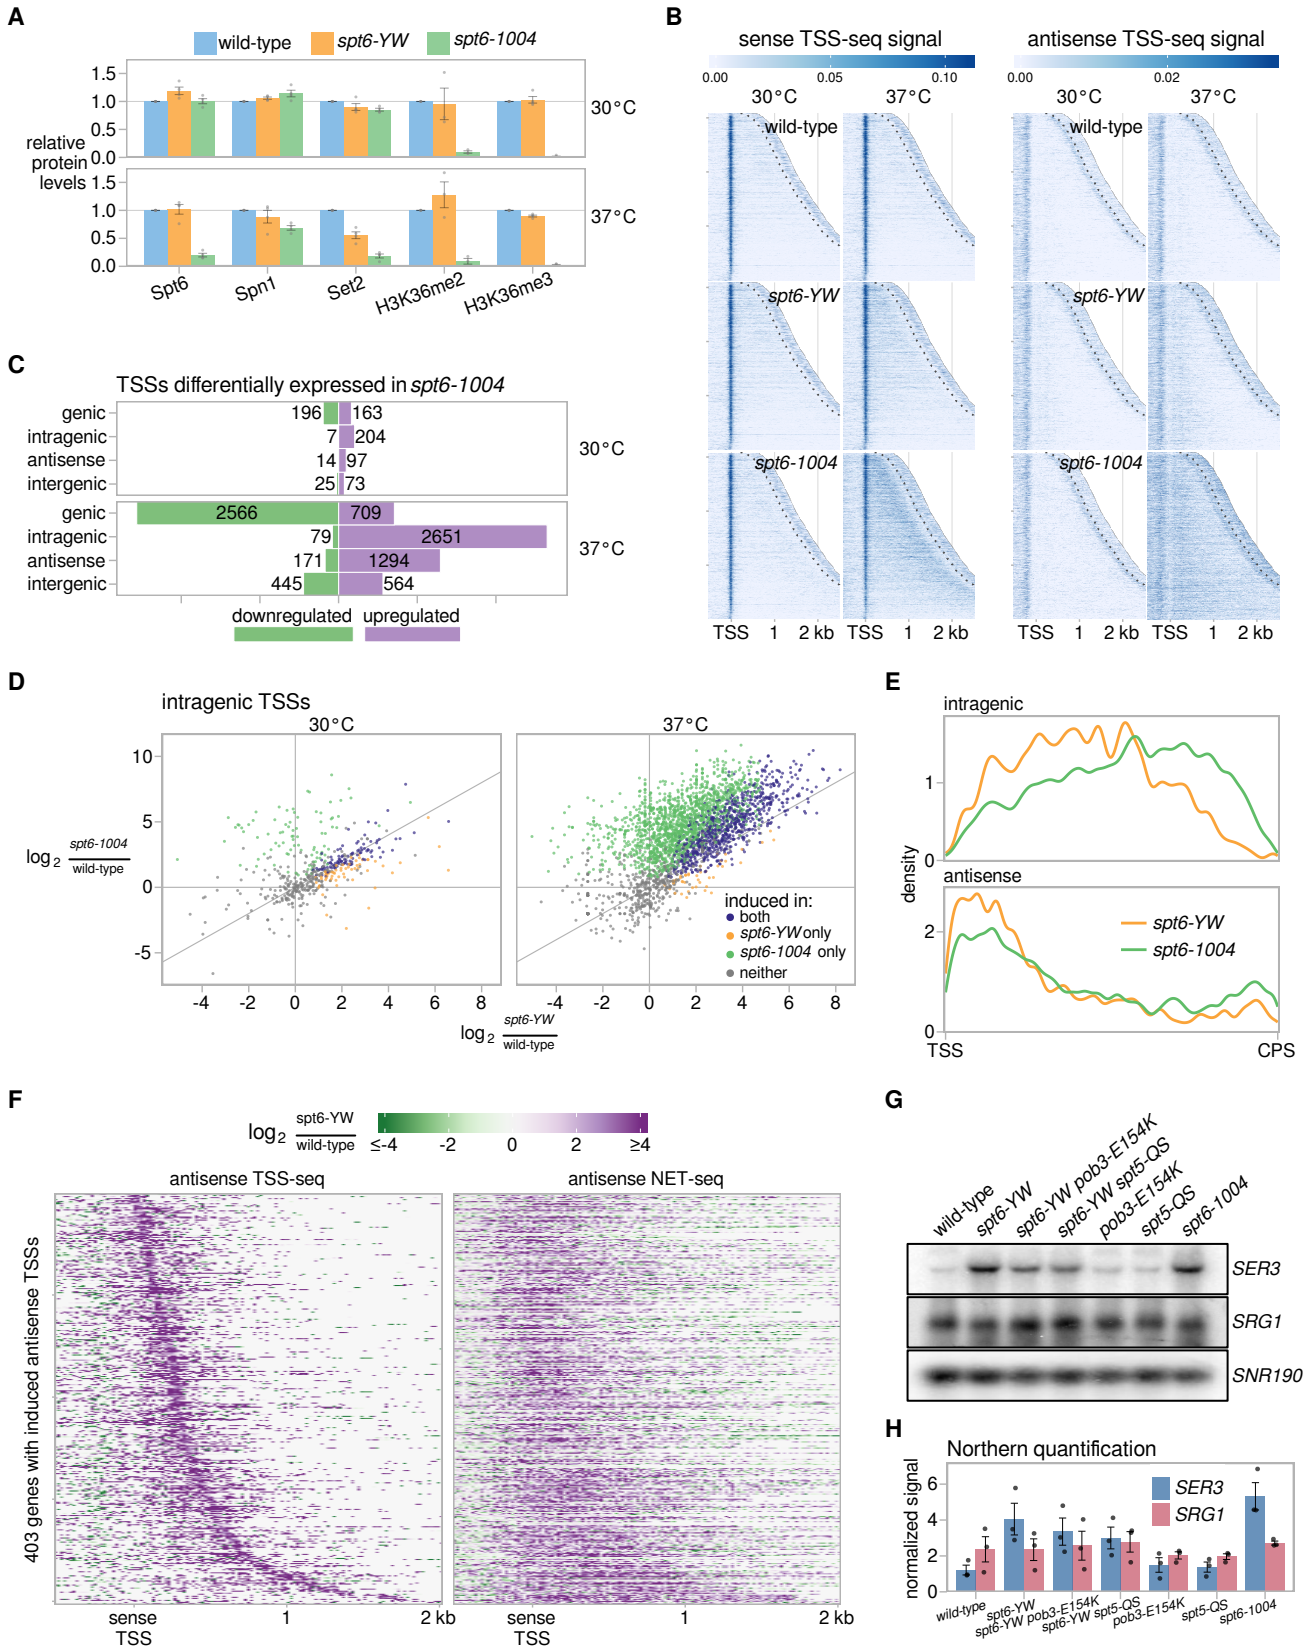 A
wild-type spt6-YW spt6-1004
1.5
1.0
0.5
0.0
30°C
relative
protein
levels
1.5
1.0
0.5
0.0
37°C
Spt6 Spn1 Set2 H3K36me2 H3K36me3
B
sense TSS-seq signal antisense TSS-seq signal
0.00 0.05 0.10 0.00 0.02
30°C 37°C 30°C 37°C
wild-type wild-type
spt6-YW spt6-YW
spt6-1004 spt6-1004
TSS 1 2 kb TSS 1 2 kb TSS 1 2 kb TSS 1 2 kb
C
TSSs differentially expressed in spt6-1004
genic 196 163
intragenic 7 204
antisense 14 97
intergenic 25 73
30°C
genic 2566 709
intragenic 79 2651
antisense 171 1294
intergenic 445 564
37°C
downregulated upregulated
D
intragenic TSSs
30°C 37°C
10
5
0
-5
log2 spt6-1004
wild-type
induced in:
both
spt6-YW only
spt6-1004 only
neither
-4 -2 0 2 4 6 8 -4 -2 0 2 4 6 8
log2 spt6-YW
wild-type
E
intragenic
1
0
density
antisense
2
0
spt6-YW
spt6-1004
TSS CPS
F
log2 spt6-YW
wild-type
≤-4 -2 0 2 ≥4
antisense TSS-seq antisense NET-seq
403 genes with induced antisense TSSs
sense
TSS
1 2 kb
sense
TSS
1 2 kb
G
wild-type
spt6-YW
spt6-YW pob3-E154K
spt6-YW spt5-QS
pob3-E154K
spt5-QS
spt6-1004
SER3
SRG1
SNR190
H
Northern quantification
normalized signal
6
4
2
0
SER3
SRG1
wild-type
spt6-YW
spt6-YW pob3-E154K
spt6-YW spt5-QS
pob3-E154K
spt5-QS
spt6-1004